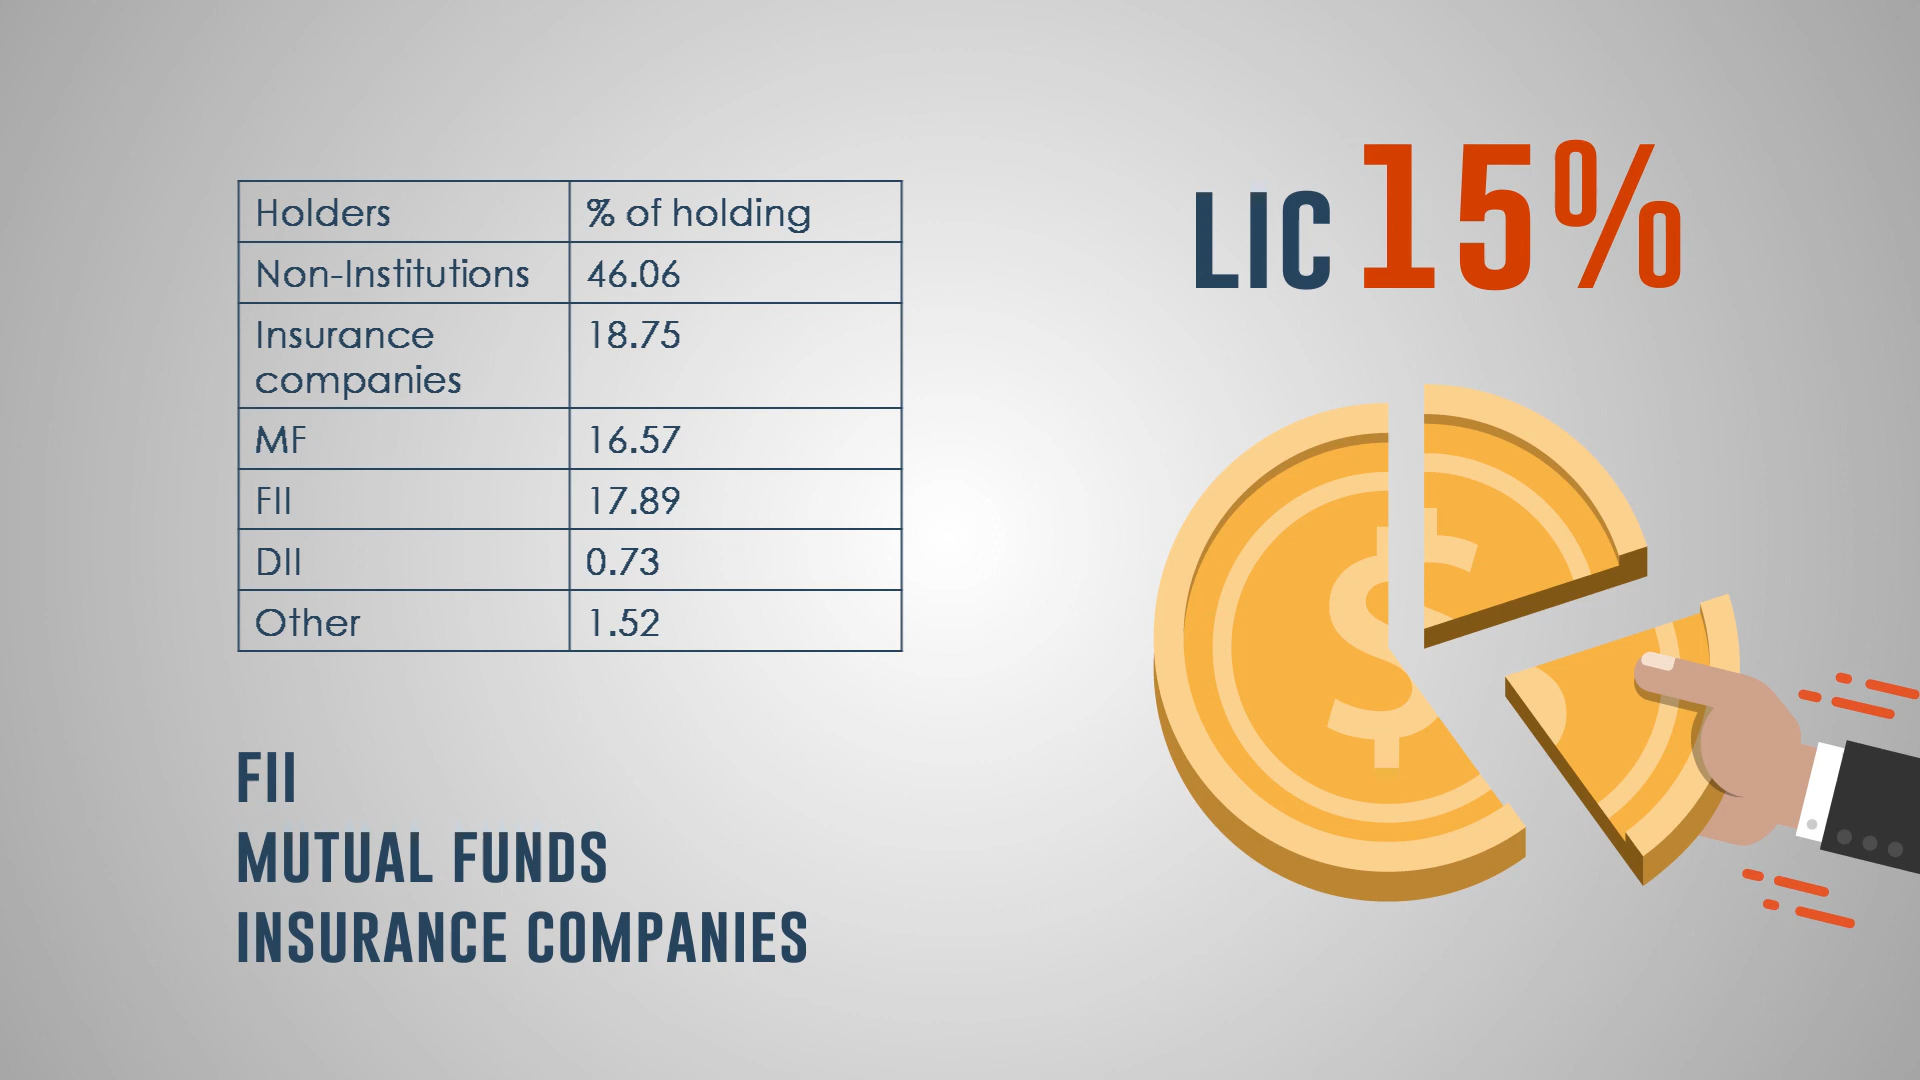 Holders % of holding
Non-Institutions 46.06
Insurance 18.75
companies
MF 16.57
FII 17.89
DII 0.73
Other 1.52
LIC 15%
$
FII
MUTUAL FUNDS
INSURANCE COMPANIES